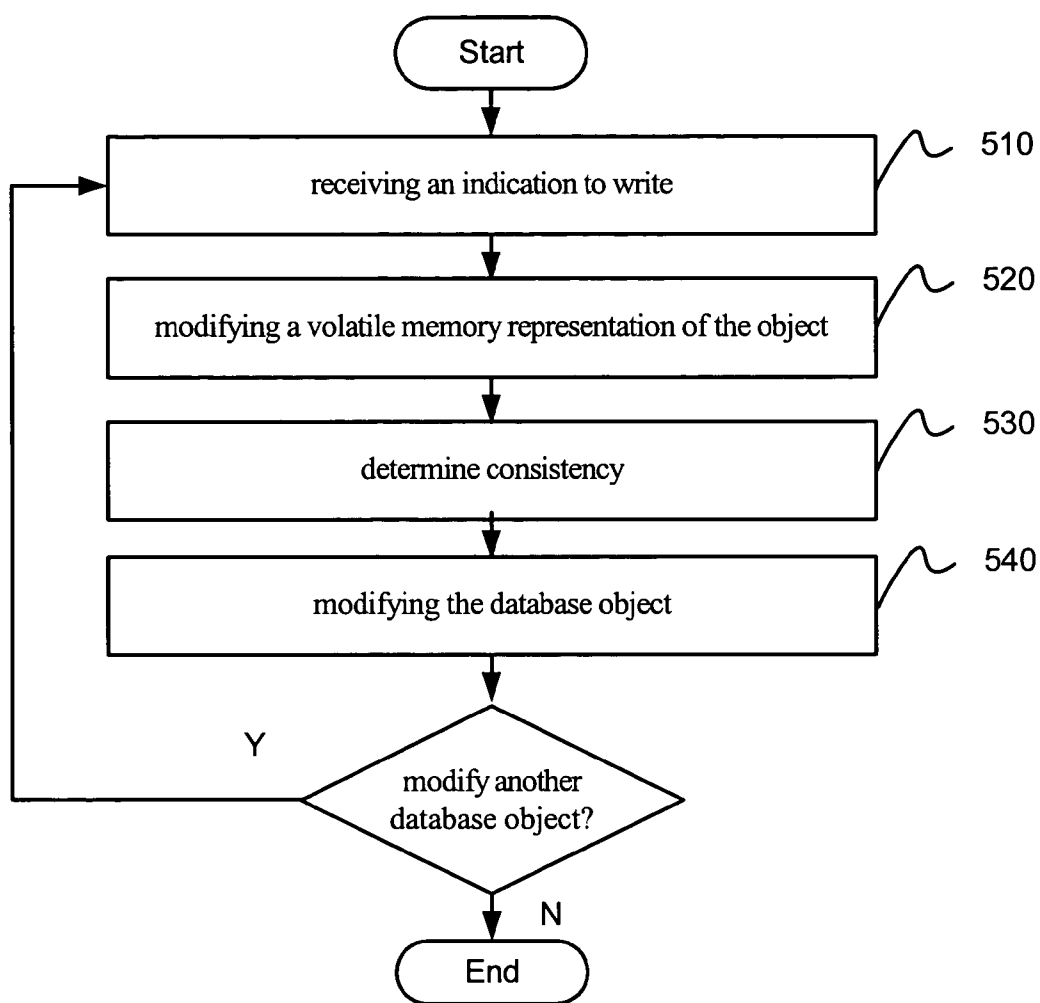 Start
receiving an indication to write
510
modifying a volatile memory representation of the object
520
determine consistency
530
modifying the database object
540
Y
modify another
database object?
N
End